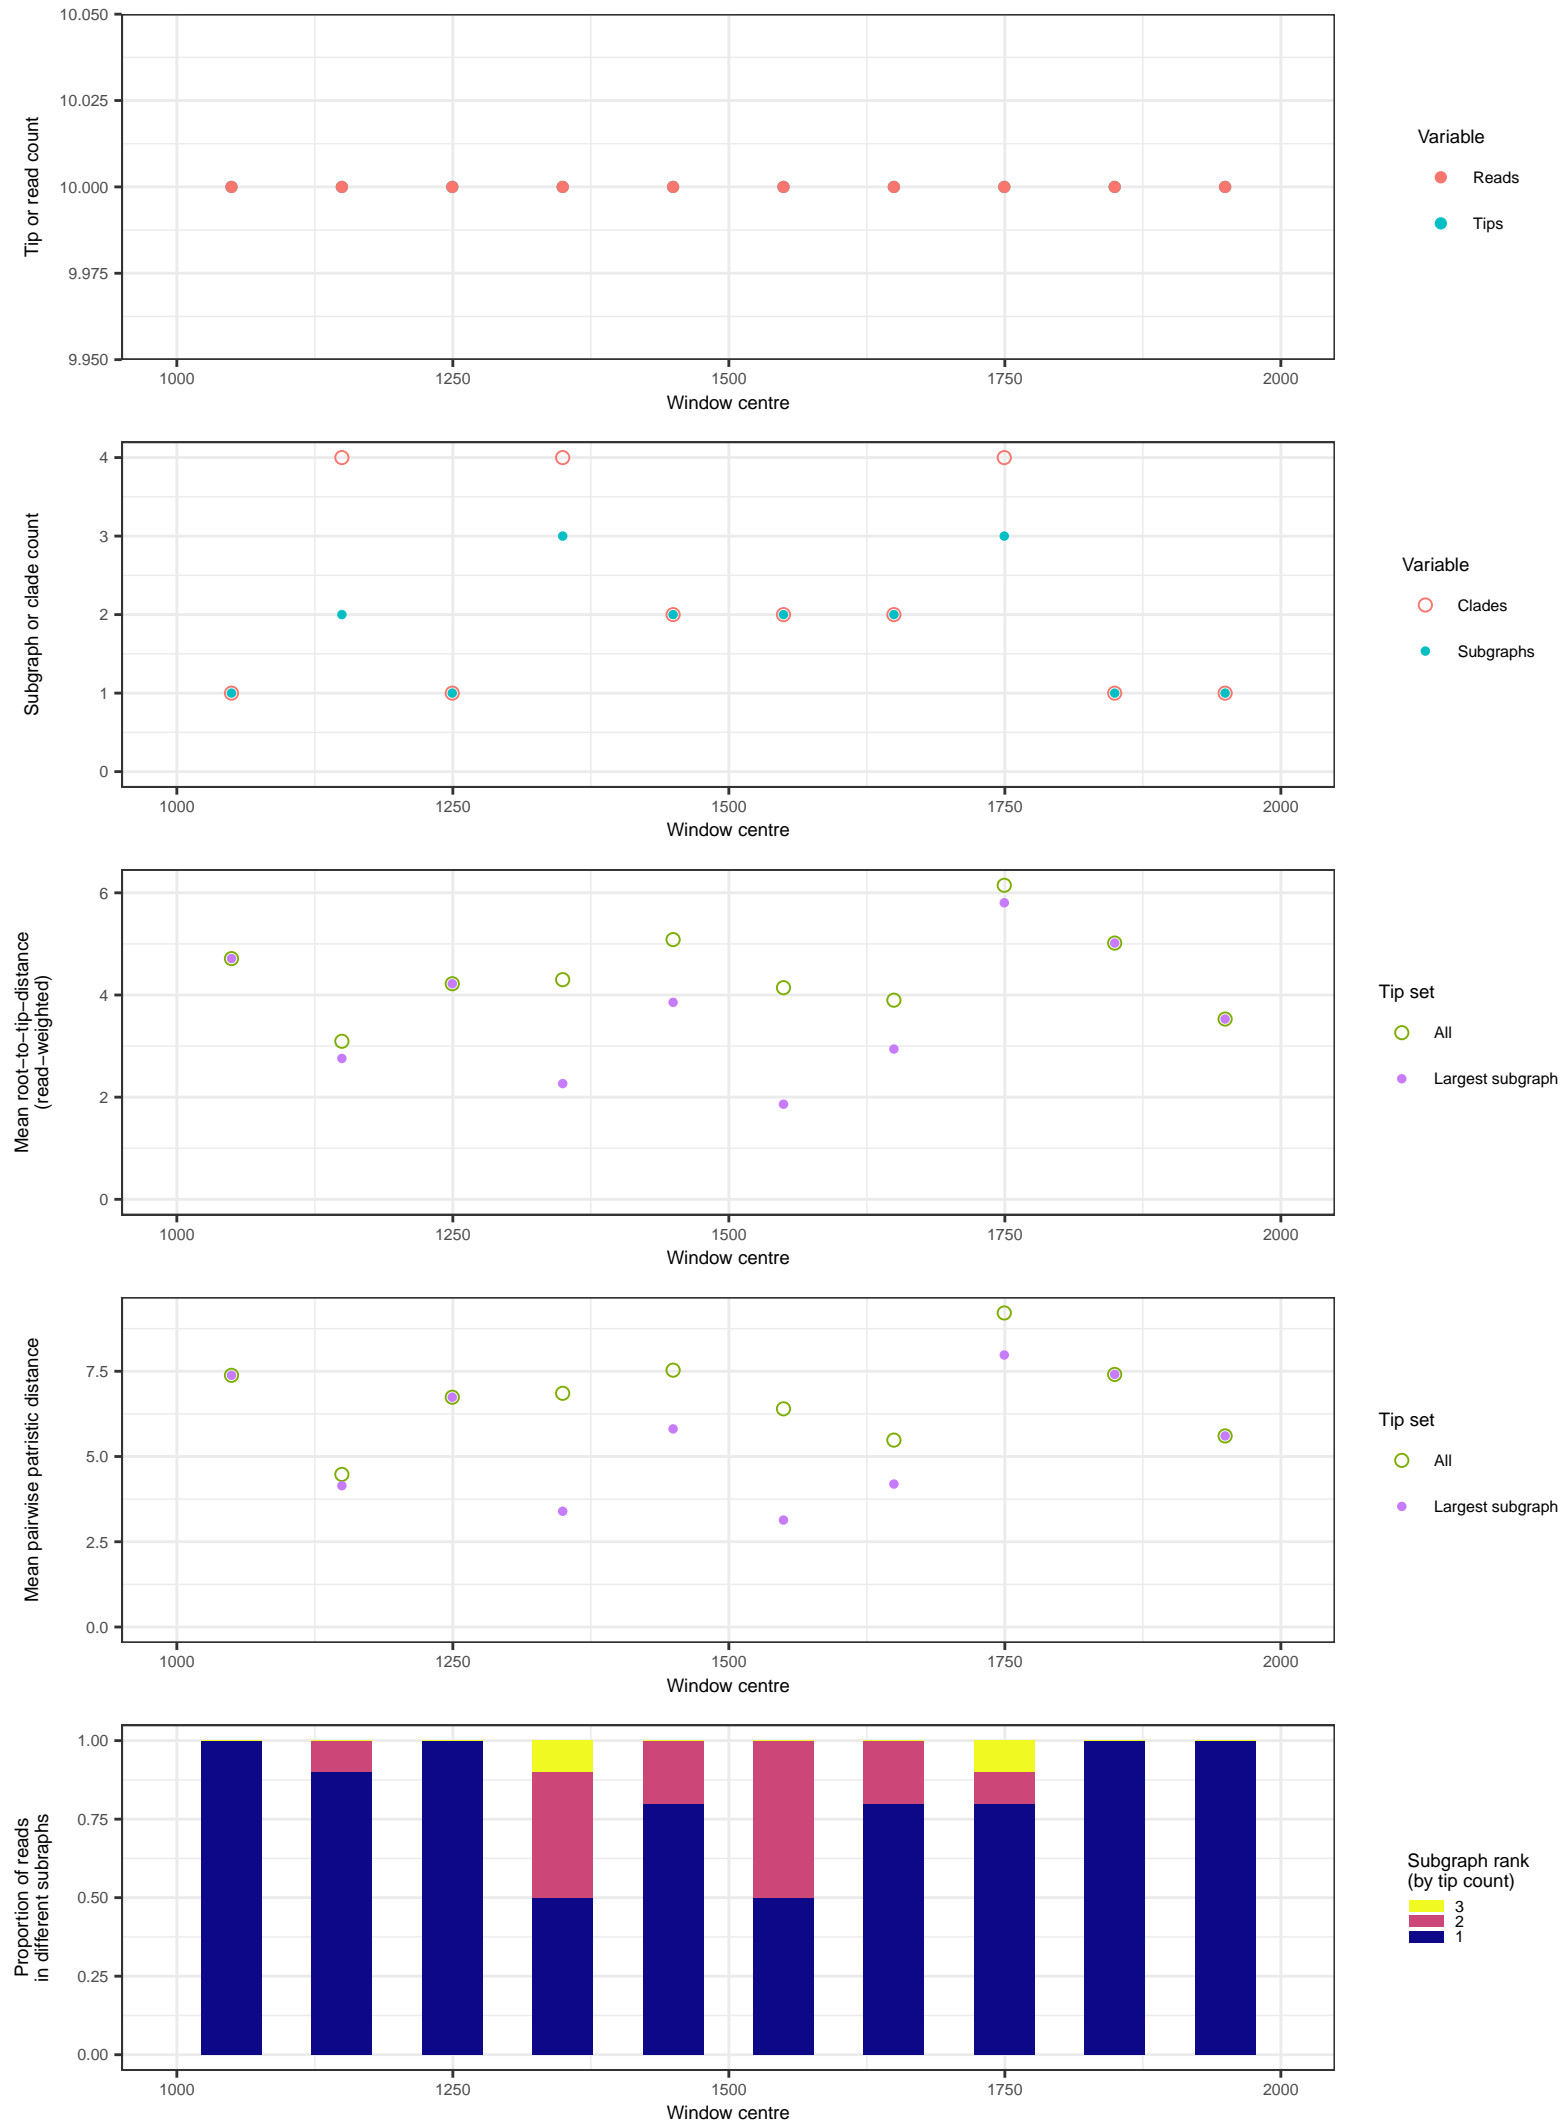 10.050
10.025
10.000
9.975
9.950
Tip or read count
1000 1250 1500 1750 2000
Window centre
Variable
Reads
Tips
4
3
2
1
0
Subgraph or clade count
1000 1250 1500 1750 2000
Window centre
Variable
Clades
Subgraphs
6
4
2
0
Mean root−to−tip−distance
(read−weighted)
1000 1250 1500 1750 2000
Window centre
Tip set
All
Largest subgraph
7.5
5.0
2.5
0.0
Mean pairwise patristic distance
1000 1250 1500 1750 2000
Window centre
Tip set
All
Largest subgraph
1.00
0.75
0.50
0.25
0.00
Proportion of reads
in different subraphs
1000 1250 1500 1750 2000
Window centre
Subgraph rank
(by tip count)
3
2
1